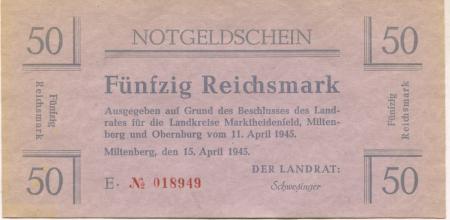 50
NOTGELDSCHEIN
50
Fünfzig Reichsmark
Fünfzig
Reichsmark
Fünfzig
Reichsmark
Ausgegeben auf Grund des Beschlusses des Land-
rates für die Landkreise Marktheidenfeld, Milten-
berg und Obernburg vom 11. April 1945.
Miltenberg, den 15. April 1945.
DER LANDRAT:
Schwesinger
50
E· № 018949
50